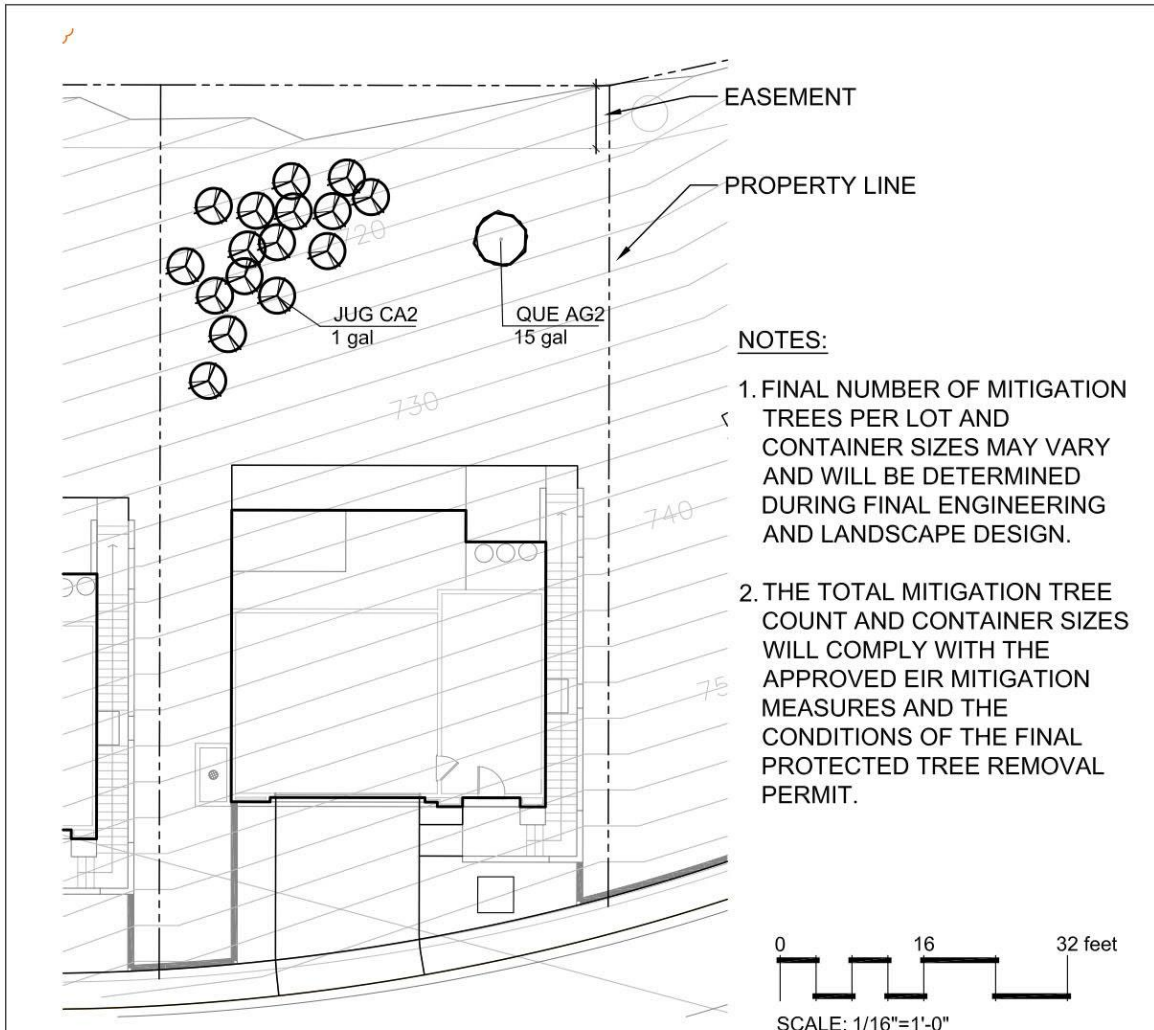 EASEMENT
PROPERTY LINE
720
JUG CA2
1 gal
QUE AG2
15 gal
730
740
75
NOTES:
1. FINAL NUMBER OF MITIGATION
TREES PER LOT AND
CONTAINER SIZES MAY VARY
AND WILL BE DETERMINED
DURING FINAL ENGINEERING
AND LANDSCAPE DESIGN.
2. THE TOTAL MITIGATION TREE
COUNT AND CONTAINER SIZES
WILL COMPLY WITH THE
APPROVED EIR MITIGATION
MEASURES AND THE
CONDITIONS OF THE FINAL
PROTECTED TREE REMOVAL
PERMIT.
0 16 32 feet
SCALE: 1/16"=1'-0"